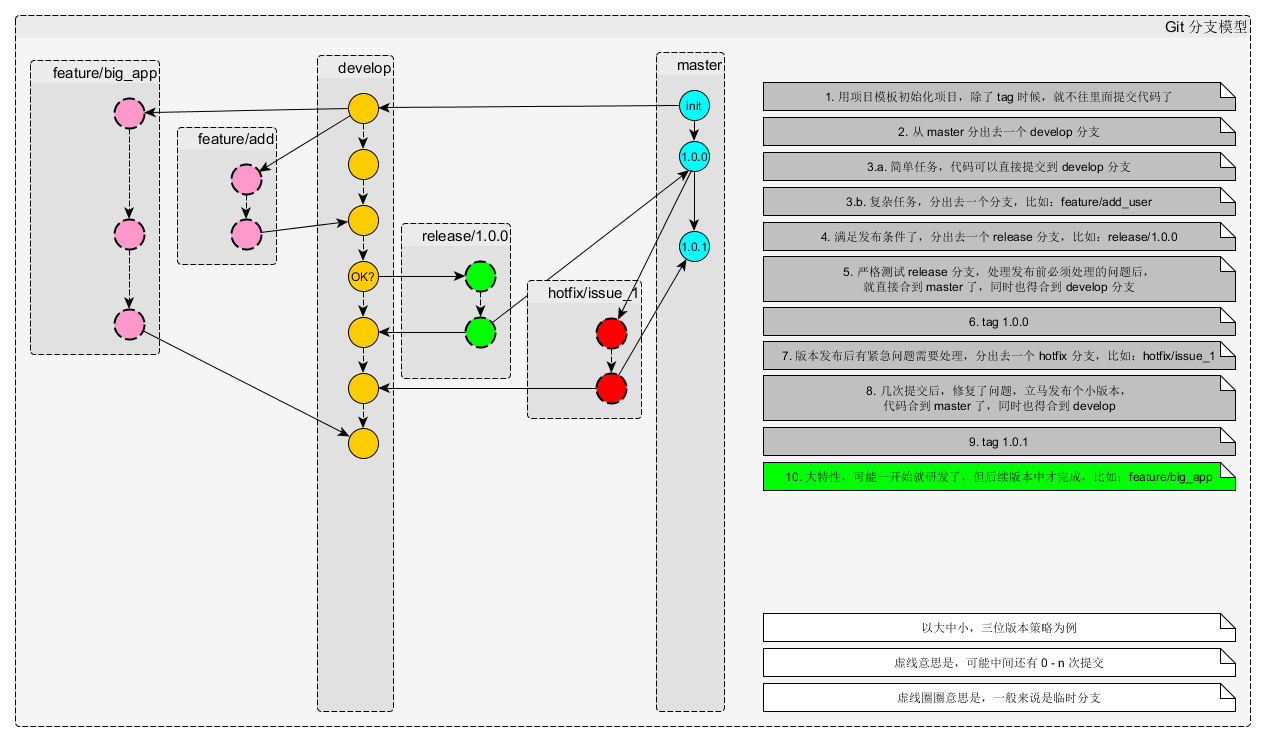 Git 分支模型
feature/big_app
develop
master
feature/add
init
1.0.0
1.0.1
release/1.0.0
OK?
hotfix/issue_1
1. 用项目模板初始化项目，除了 tag 时候，就不往里面提交代码了
2. 从 master 分出去一个 develop 分支
3.a. 简单任务，代码可以直接提交到 develop 分支
3.b. 复杂任务，分出去一个分支，比如：feature/add_user
4. 满足发布条件了，分出去一个 release 分支，比如：release/1.0.0
5. 严格测试 release 分支，处理发布前必须处理的问题后，
就直接合到 master 了，同时也得合到 develop 分支
6. tag 1.0.0
7. 版本发布后有紧急问题需要处理，分出去一个 hotfix 分支，比如：hotfix/issue_1
8. 几次提交后，修复了问题，立马发布个小版本，
代码合到 master 了，同时也得合到 develop
9. tag 1.0.1
10. 大特性，可能一开始就研发了，但后续版本中才完成，比如：feature/big_app
以大中小，三位版本策略为例
虚线意思是，可能中间还有 0 - n 次提交
虚线圈圈意思是，一般来说是临时分支